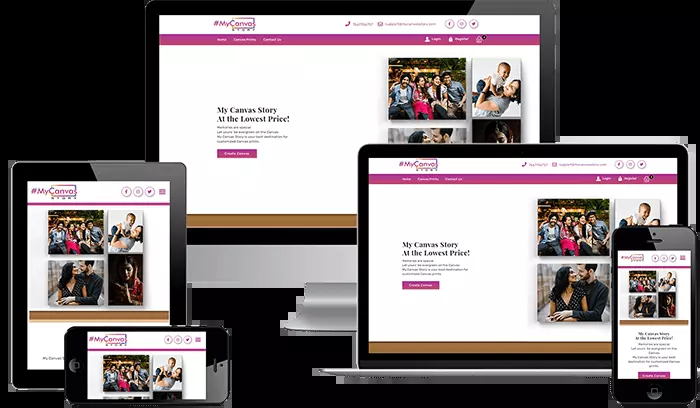 #MyCanvas
STORY
Home Canvas Prints Contact Us
Login Register
My Canvas Story
At the Lowest Price!
Memories are special
Let yours' be evergreen on the Canvas.
My Canvas Story is your best destination for
customized Canvas prints.
Create Canvas
#MyCanvas
STORY
Home Canvas Prints Contact Us
Login Register
My Canvas Story
At the Lowest Price!
Memories are special
Let yours' be evergreen on the Canvas.
My Canvas Story is your best destination for
customized Canvas prints.
Create Canvas
#MyCanvas
STORY
My Canvas
#MyCanvas
STORY
#MyCanvas
My Canvas Story
At the Lowest Price!
Memories are special
Let yours' be evergreen on the
Canvas.
My Canvas Story is your best
destination for customized Canvas
prints.
Create Canvas